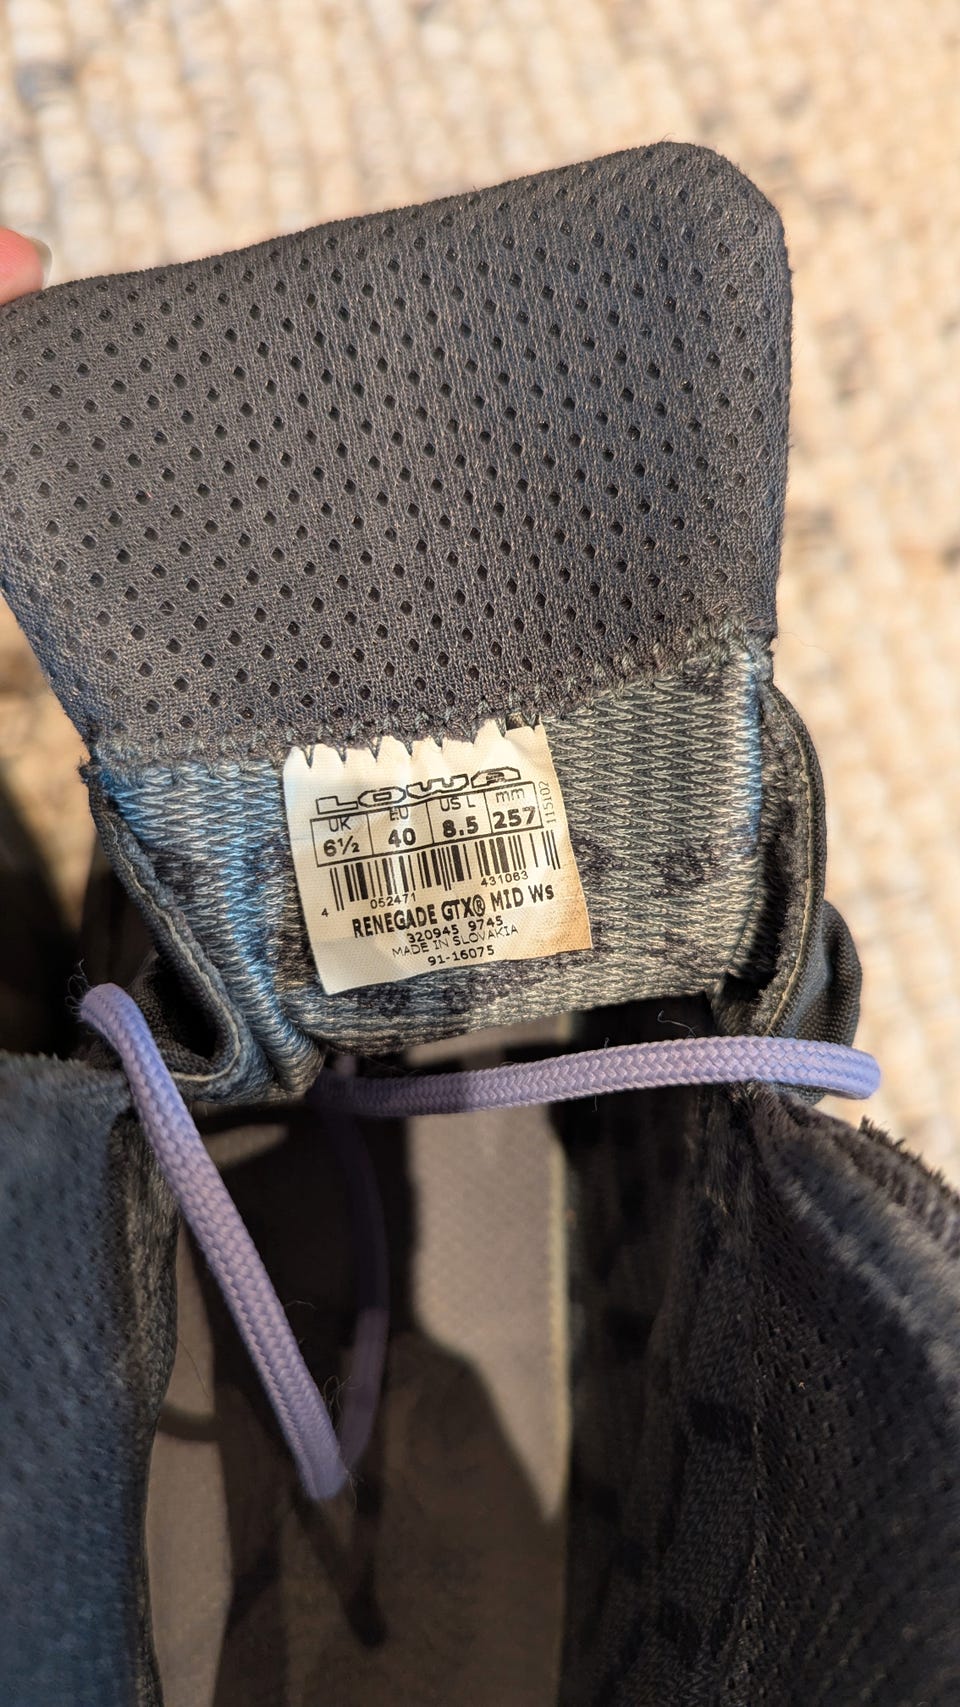 LOWA
UK EU US L mm
6½ 40 8.5 257
115102
4 052471 431063
RENEGADE GTX® MID Ws
320945 9745
MADE IN SLOVAKIA
91-16075